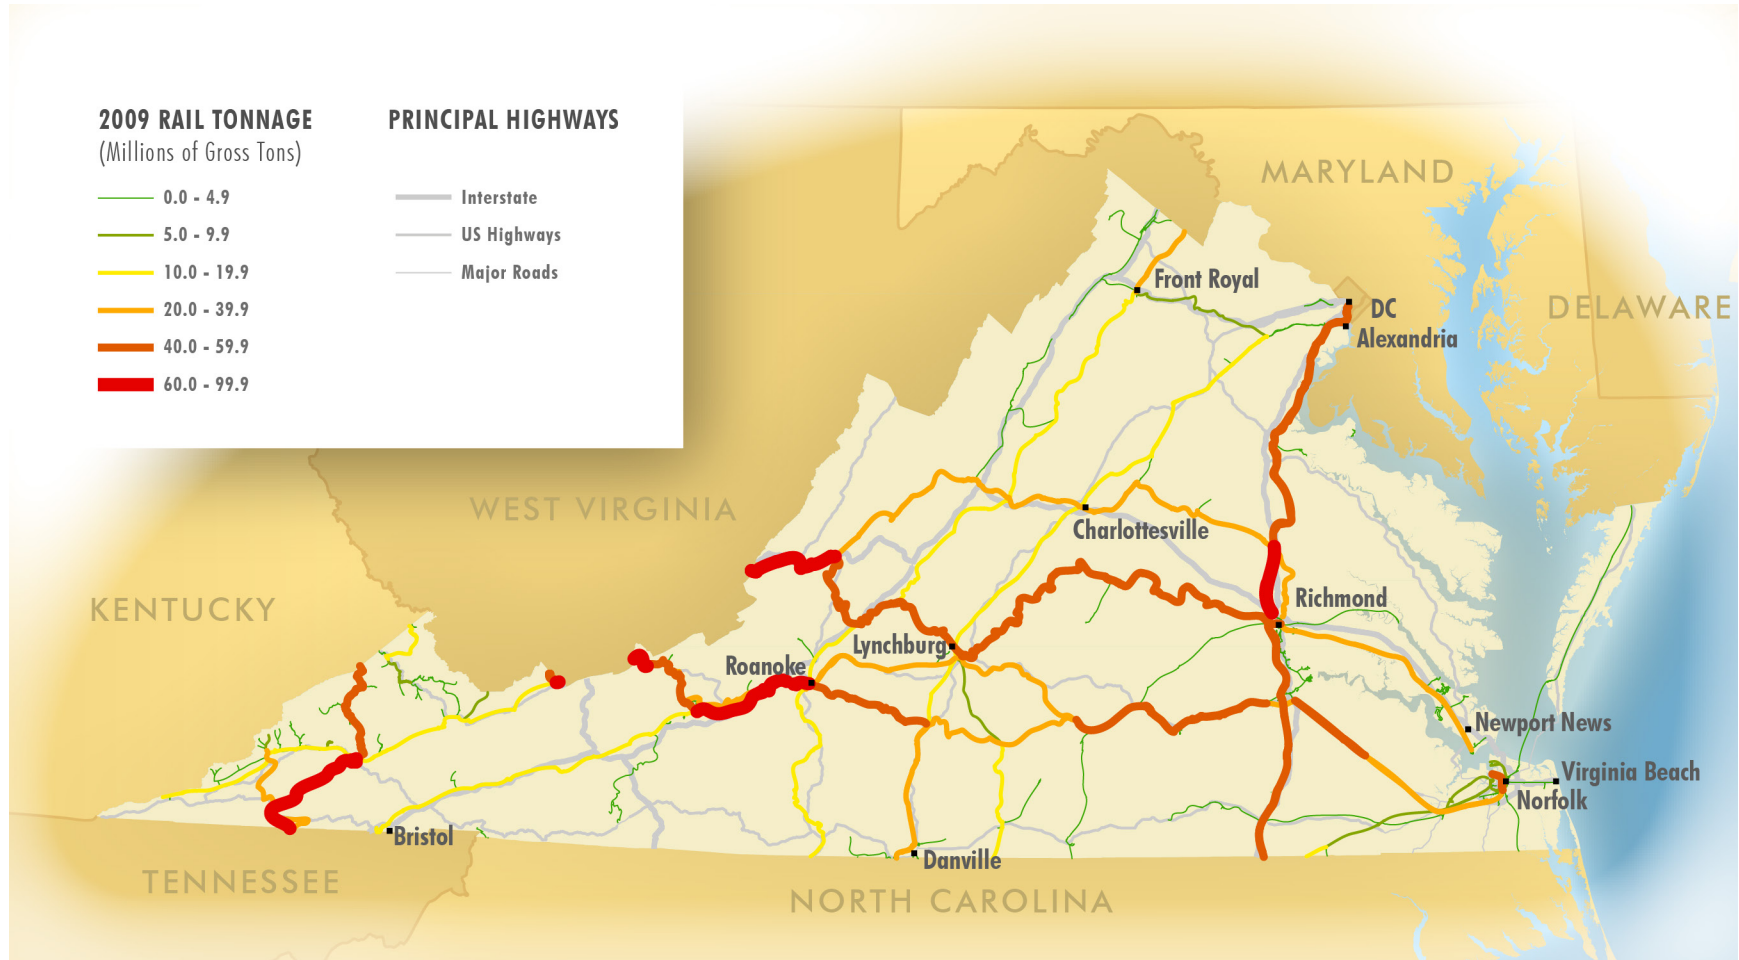 2009 RAIL TONNAGE
(Millions of Gross Tons)
0.0 - 4.9
5.0 - 9.9
10.0 - 19.9
20.0 - 39.9
40.0 - 59.9
60.0 - 99.9
PRINCIPAL HIGHWAYS
Interstate
US Highways
Major Roads
MARYLAND
Front Royal
DELAWARE
DC
Alexandria
WEST VIRGINIA
Charlottesville
KENTUCKY
Richmond
Lynchburg
Roanoke
Newport News
Virginia Beach
Norfolk
Bristol
Danville
TENNESSEE
NORTH CAROLINA